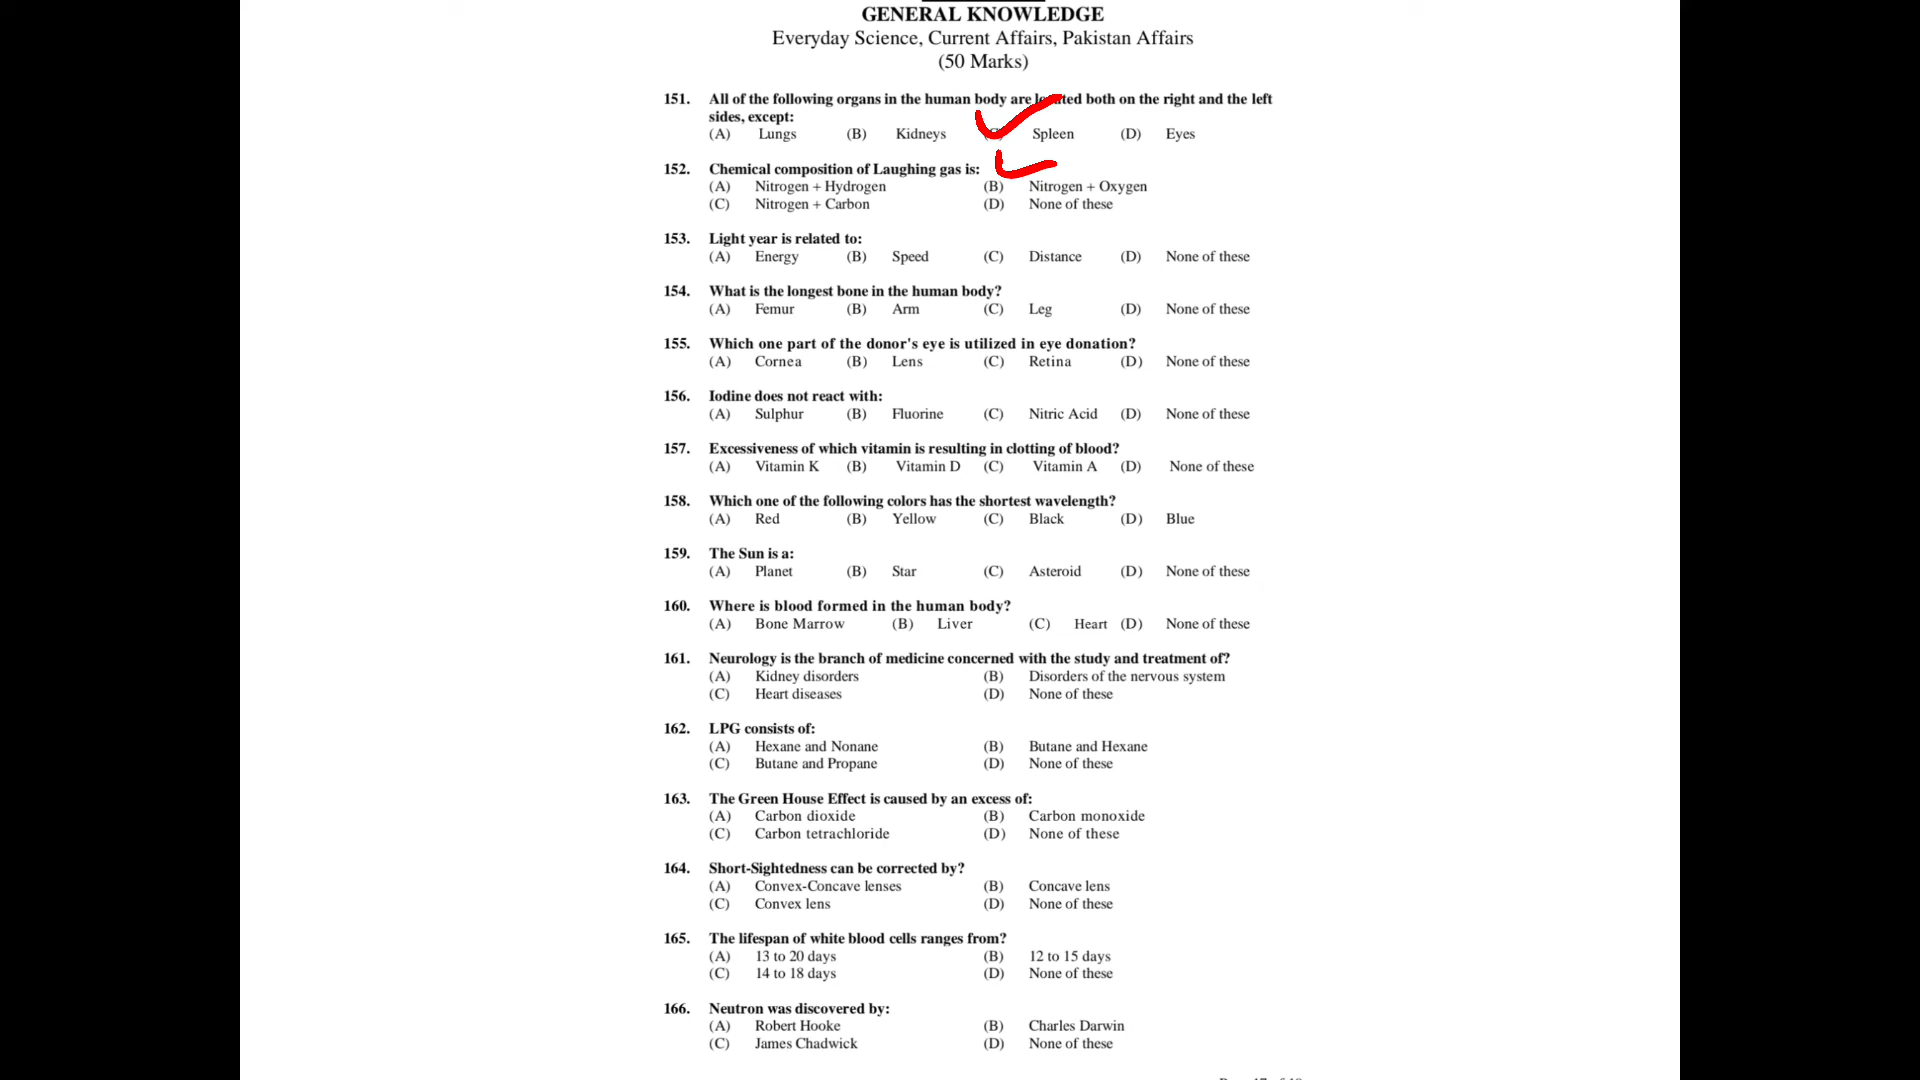 GENERAL KNOWLEDGE
Everyday Science, Current Affairs, Pakistan Affairs
(50 Marks)
151. All of the following organs in the human body are located both on the right and the left
sides, except:
(A) Lungs (B) Kidneys Spleen (D) Eyes
152. Chemical composition of Laughing gas is:
(A) Nitrogen + Hydrogen (B) Nitrogen + Oxygen
(C) Nitrogen + Carbon (D) None of these
153. Light year is related to:
(A) Energy (B) Speed (C) Distance (D) None of these
154. What is the longest bone in the human body?
(A) Femur (B) Arm (C) Leg (D) None of these
155. Which one part of the donor's eye is utilized in eye donation?
(A) Cornea (B) Lens (C) Retina (D) None of these
156. Iodine does not react with:
(A) Sulphur (B) Fluorine (C) Nitric Acid (D) None of these
157. Excessiveness of which vitamin is resulting in clotting of blood?
(A) Vitamin K (B) Vitamin D (C) Vitamin A (D) None of these
158. Which one of the following colors has the shortest wavelength?
(A) Red (B) Yellow (C) Black (D) Blue
159. The Sun is a:
(A) Planet (B) Star (C) Asteroid (D) None of these
160. Where is blood formed in the human body?
(A) Bone Marrow (B) Liver (C) Heart (D) None of these
161. Neurology is the branch of medicine concerned with the study and treatment of?
(A) Kidney disorders (B) Disorders of the nervous system
(C) Heart diseases (D) None of these
162. LPG consists of:
(A) Hexane and Nonane (B) Butane and Hexane
(C) Butane and Propane (D) None of these
163. The Green House Effect is caused by an excess of:
(A) Carbon dioxide (B) Carbon monoxide
(C) Carbon tetrachloride (D) None of these
164. Short-Sightedness can be corrected by?
(A) Convex-Concave lenses (B) Concave lens
(C) Convex lens (D) None of these
165. The lifespan of white blood cells ranges from?
(A) 13 to 20 days (B) 12 to 15 days
(C) 14 to 18 days (D) None of these
166. Neutron was discovered by:
(A) Robert Hooke (B) Charles Darwin
(C) James Chadwick (D) None of these